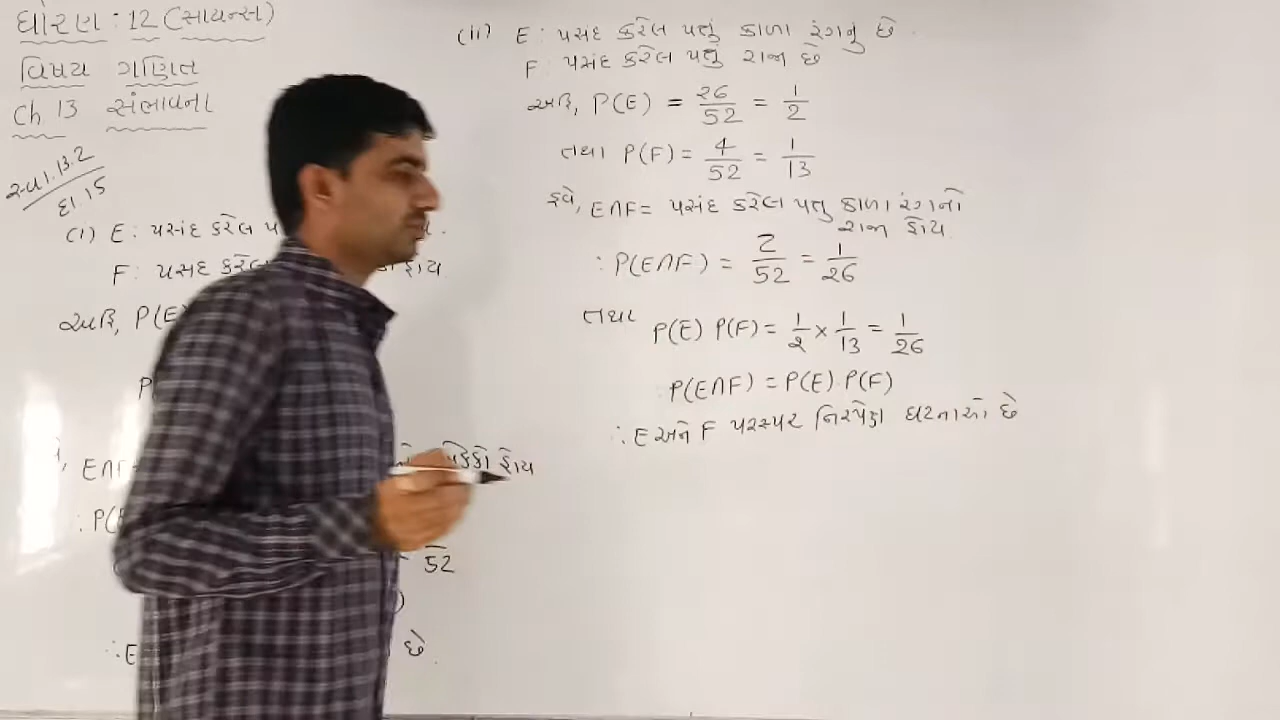 ધોરણ : 12 (સાયન્સ)
વિષય ગણિત
Ch 13 સંભાવના
સ્વા. 13.2
દા. 15
(i) E : પસંદ કરેલ
F : પસંદ કરેલ હોય
અહિ, P(E)
E∩F = એક્કો હોય
52
∴ E છે.
(ii) E : પસંદ કરેલ પત્તું કાળા રંગનું છે.
F : પસંદ કરેલ પત્તું રાજા છે
અહિ, P(E) = 26/52 = 1/2
તથા P(F) = 4/52 = 1/13
હવે, E∩F = પસંદ કરેલ પત્તુ કાળા રંગનો
રાજા હોય.
∴ P(E∩F) = 2/52 = 1/26
તથા P(E) P(F) = 1/2 × 1/13 = 1/26
P(E∩F) = P(E) . P(F)
∴ E અને F પરસ્પર નિરપેક્ષ ઘટનાઓ છે